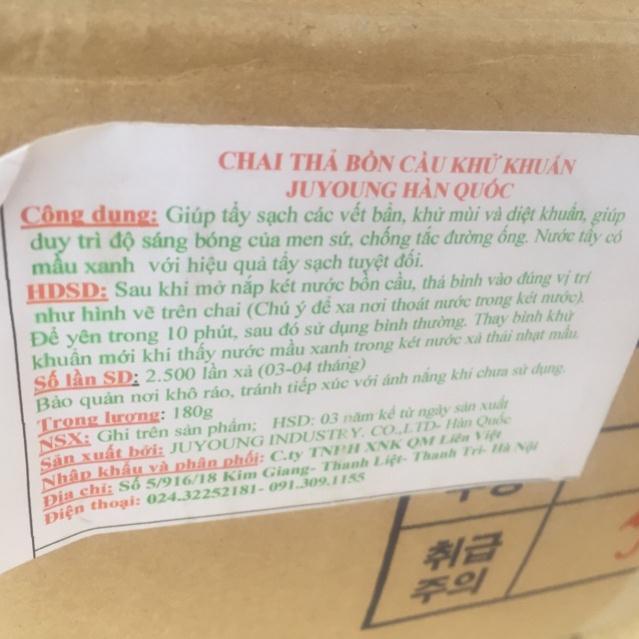 CHAI THẢ BỒN CẦU KHỬ KHUẨN
JUYOUNG HÀN QUỐC
Công dụng: Giúp tẩy sạch các vết bẩn, khử mùi và diệt khuẩn, giúp
duy trì độ sáng bóng của men sứ, chống tắc đường ống. Nước tẩy có
mầu xanh với hiệu quả tẩy sạch tuyệt đối.
HDSD: Sau khi mở nắp két nước bồn cầu, thả bình vào đúng vị trí
như hình vẽ trên chai (Chú ý để xa nơi thoát nước trong két nước).
Để yên trong 10 phút, sau đó sử dụng bình thường. Thay bình khử
khuẩn mới khi thấy nước mầu xanh trong két nước xả thải nhạt mầu.
Số lần SD: 2.500 lần xả (03-04 tháng)
Bảo quản nơi khô ráo, tránh tiếp xúc với ánh nắng khi chưa sử dụng.
Trọng lượng: 180g
NSX: Ghi trên sản phẩm; HSD: 03 năm kể từ ngày sản xuất
Sản xuất bởi: JUYOUNG INDUSTRY. CO.,LTD- Hàn Quốc
Nhập khẩu và phân phối: C.ty TNHH XNK QM Liên Việt
Địa chỉ: Số 5/916/18 Kim Giang- Thanh Liệt- Thanh Trì- Hà Nội
Điện thoại: 024.32252181- 091.309.1155
취급
주의